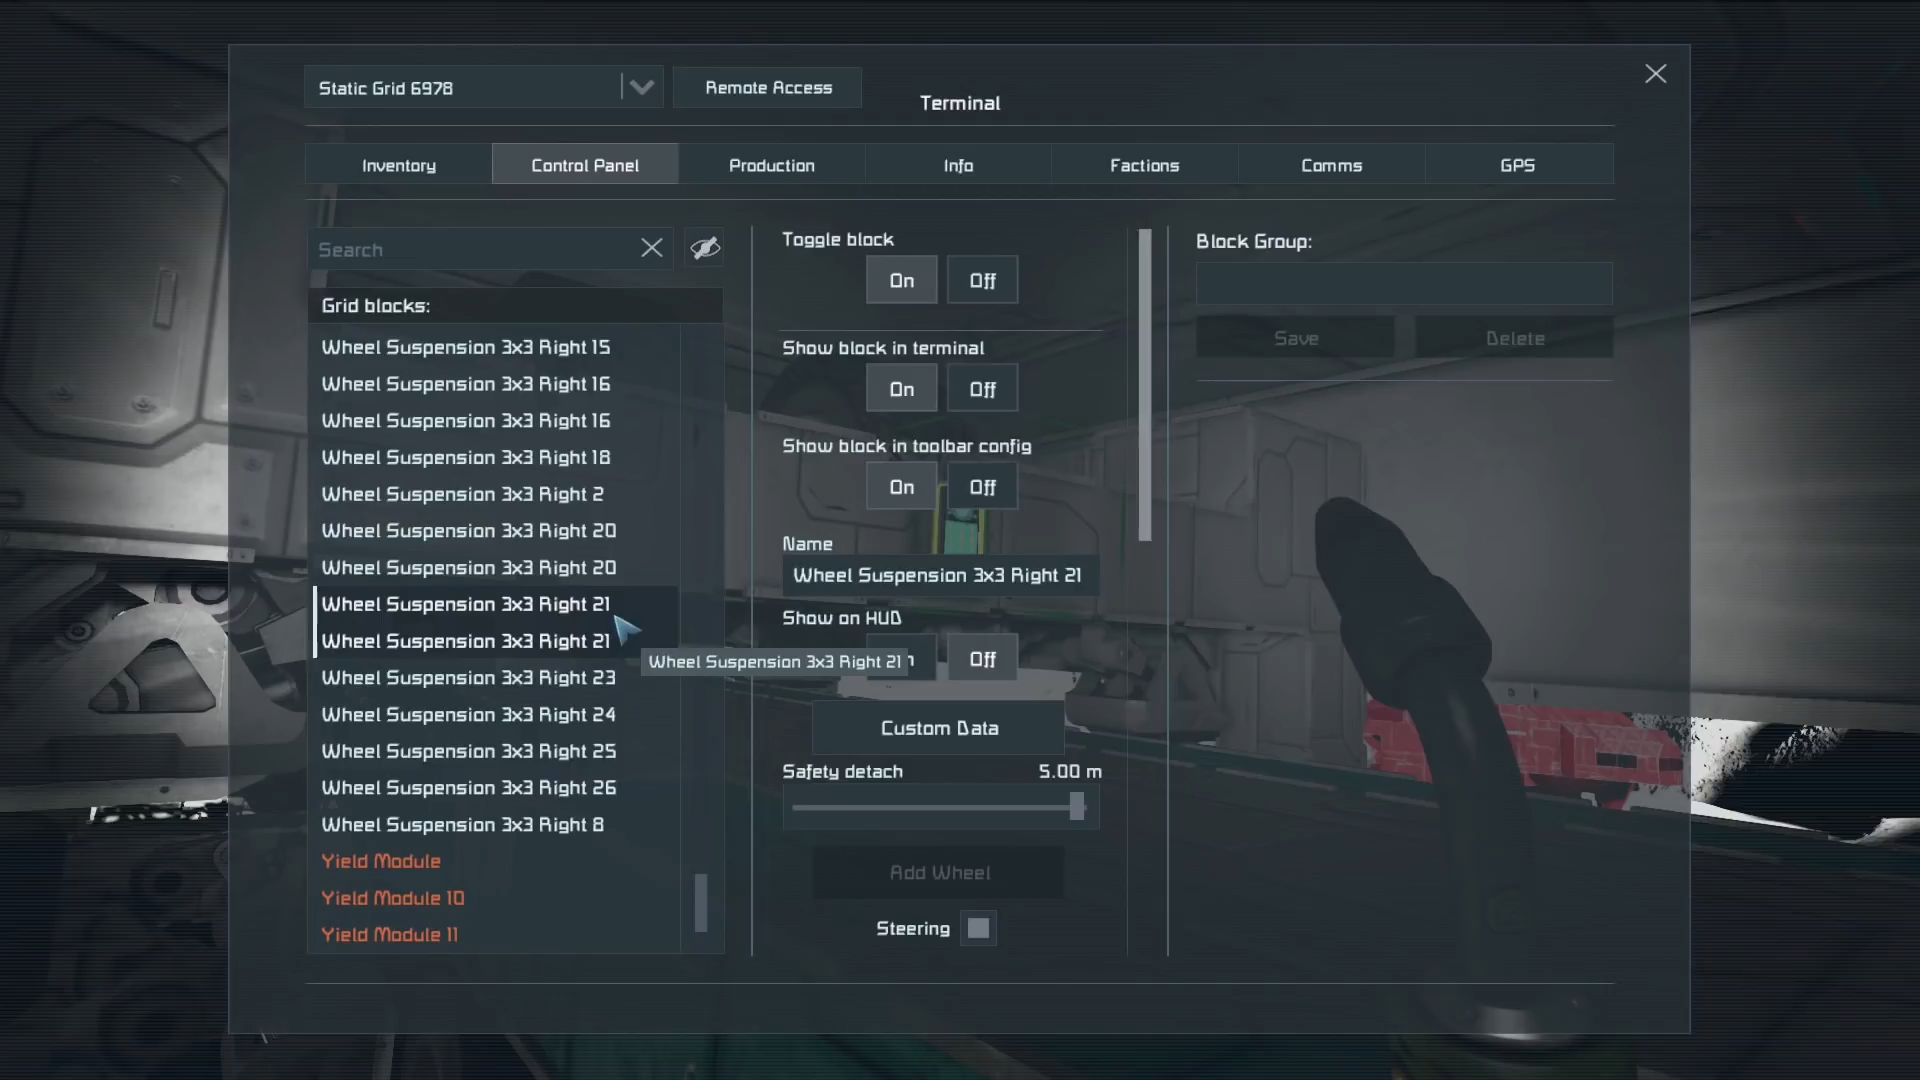 Static Grid 6978
Remote Access
Terminal
Inventory
Control Panel
Production
Info
Factions
Comms
GPS
Search
Grid blocks:
Wheel Suspension 3x3 Right 15
Wheel Suspension 3x3 Right 16
Wheel Suspension 3x3 Right 16
Wheel Suspension 3x3 Right 18
Wheel Suspension 3x3 Right 2
Wheel Suspension 3x3 Right 20
Wheel Suspension 3x3 Right 20
Wheel Suspension 3x3 Right 21
Wheel Suspension 3x3 Right 21
Wheel Suspension 3x3 Right 23
Wheel Suspension 3x3 Right 24
Wheel Suspension 3x3 Right 25
Wheel Suspension 3x3 Right 26
Wheel Suspension 3x3 Right 8
Yield Module
Yield Module 10
Yield Module 11
Wheel Suspension 3x3 Right 21
Toggle block
On Off
Show block in terminal
On Off
Show block in toolbar config
On Off
Name
Wheel Suspension 3x3 Right 21
Show on HUD
Off
Custom Data
Safety detach 5.00 m
Add Wheel
Steering
Block Group:
Save
Delete